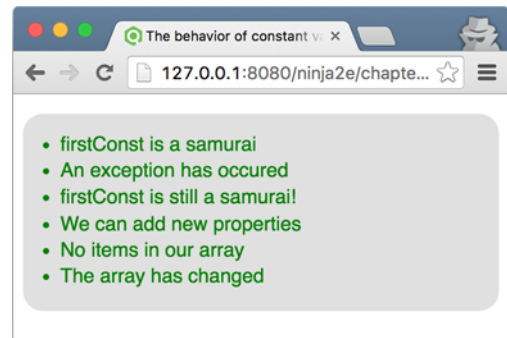 The behavior of constant va
127.0.0.1:8080/ninja2e/chapte...
• firstConst is a samurai
• An exception has occured
• firstConst is still a samurai!
• We can add new properties
• No items in our array
• The array has changed